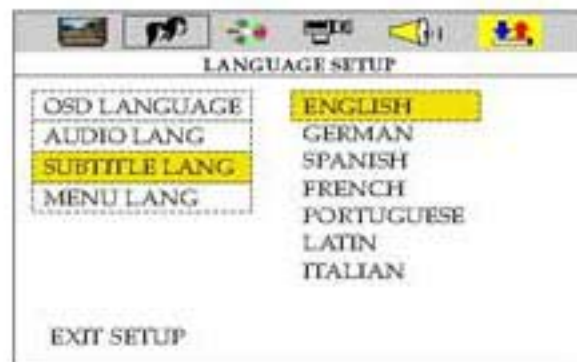 LANGUAGE SETUP
OSD LANGUAGE
AUDIO LANG
SUBTITLE LANG
MENU LANG
ENGLISH
GERMAN
SPANISH
FRENCH
PORTUGUESE
LATIN
ITALIAN
EXIT SETUP